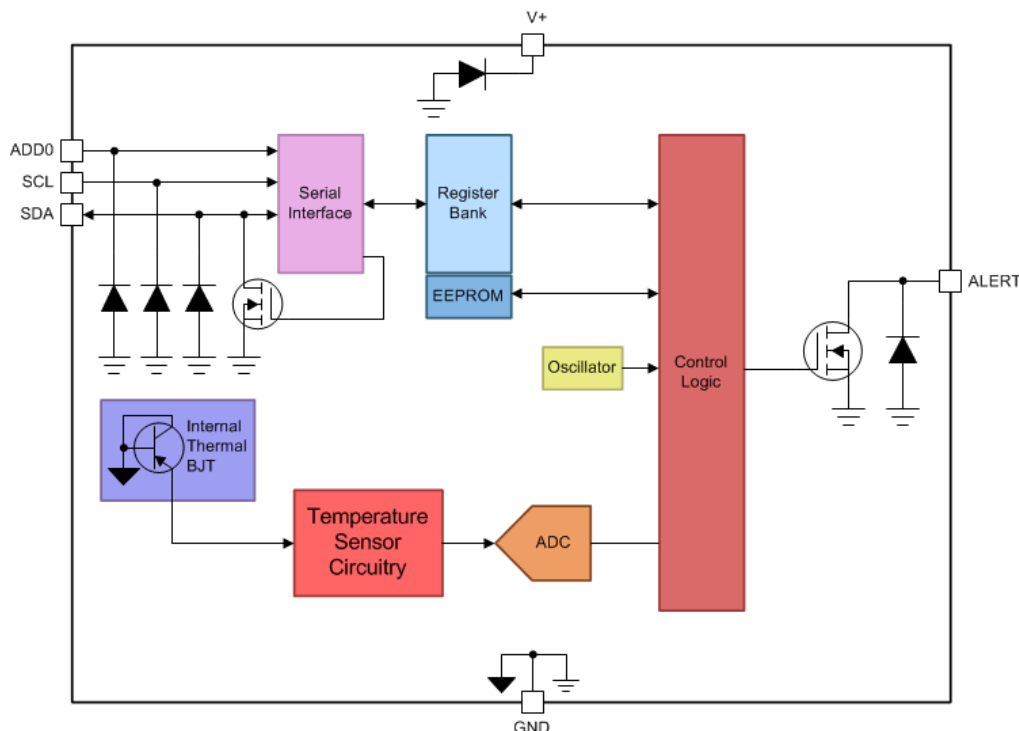 V+
ADD0
SCL
SDA
Serial
Interface
Register
Bank
EEPROM
ALERT
Oscillator
Control
Logic
Internal
Thermal
BJT
Temperature
Sensor
Circuitry
ADC
GND